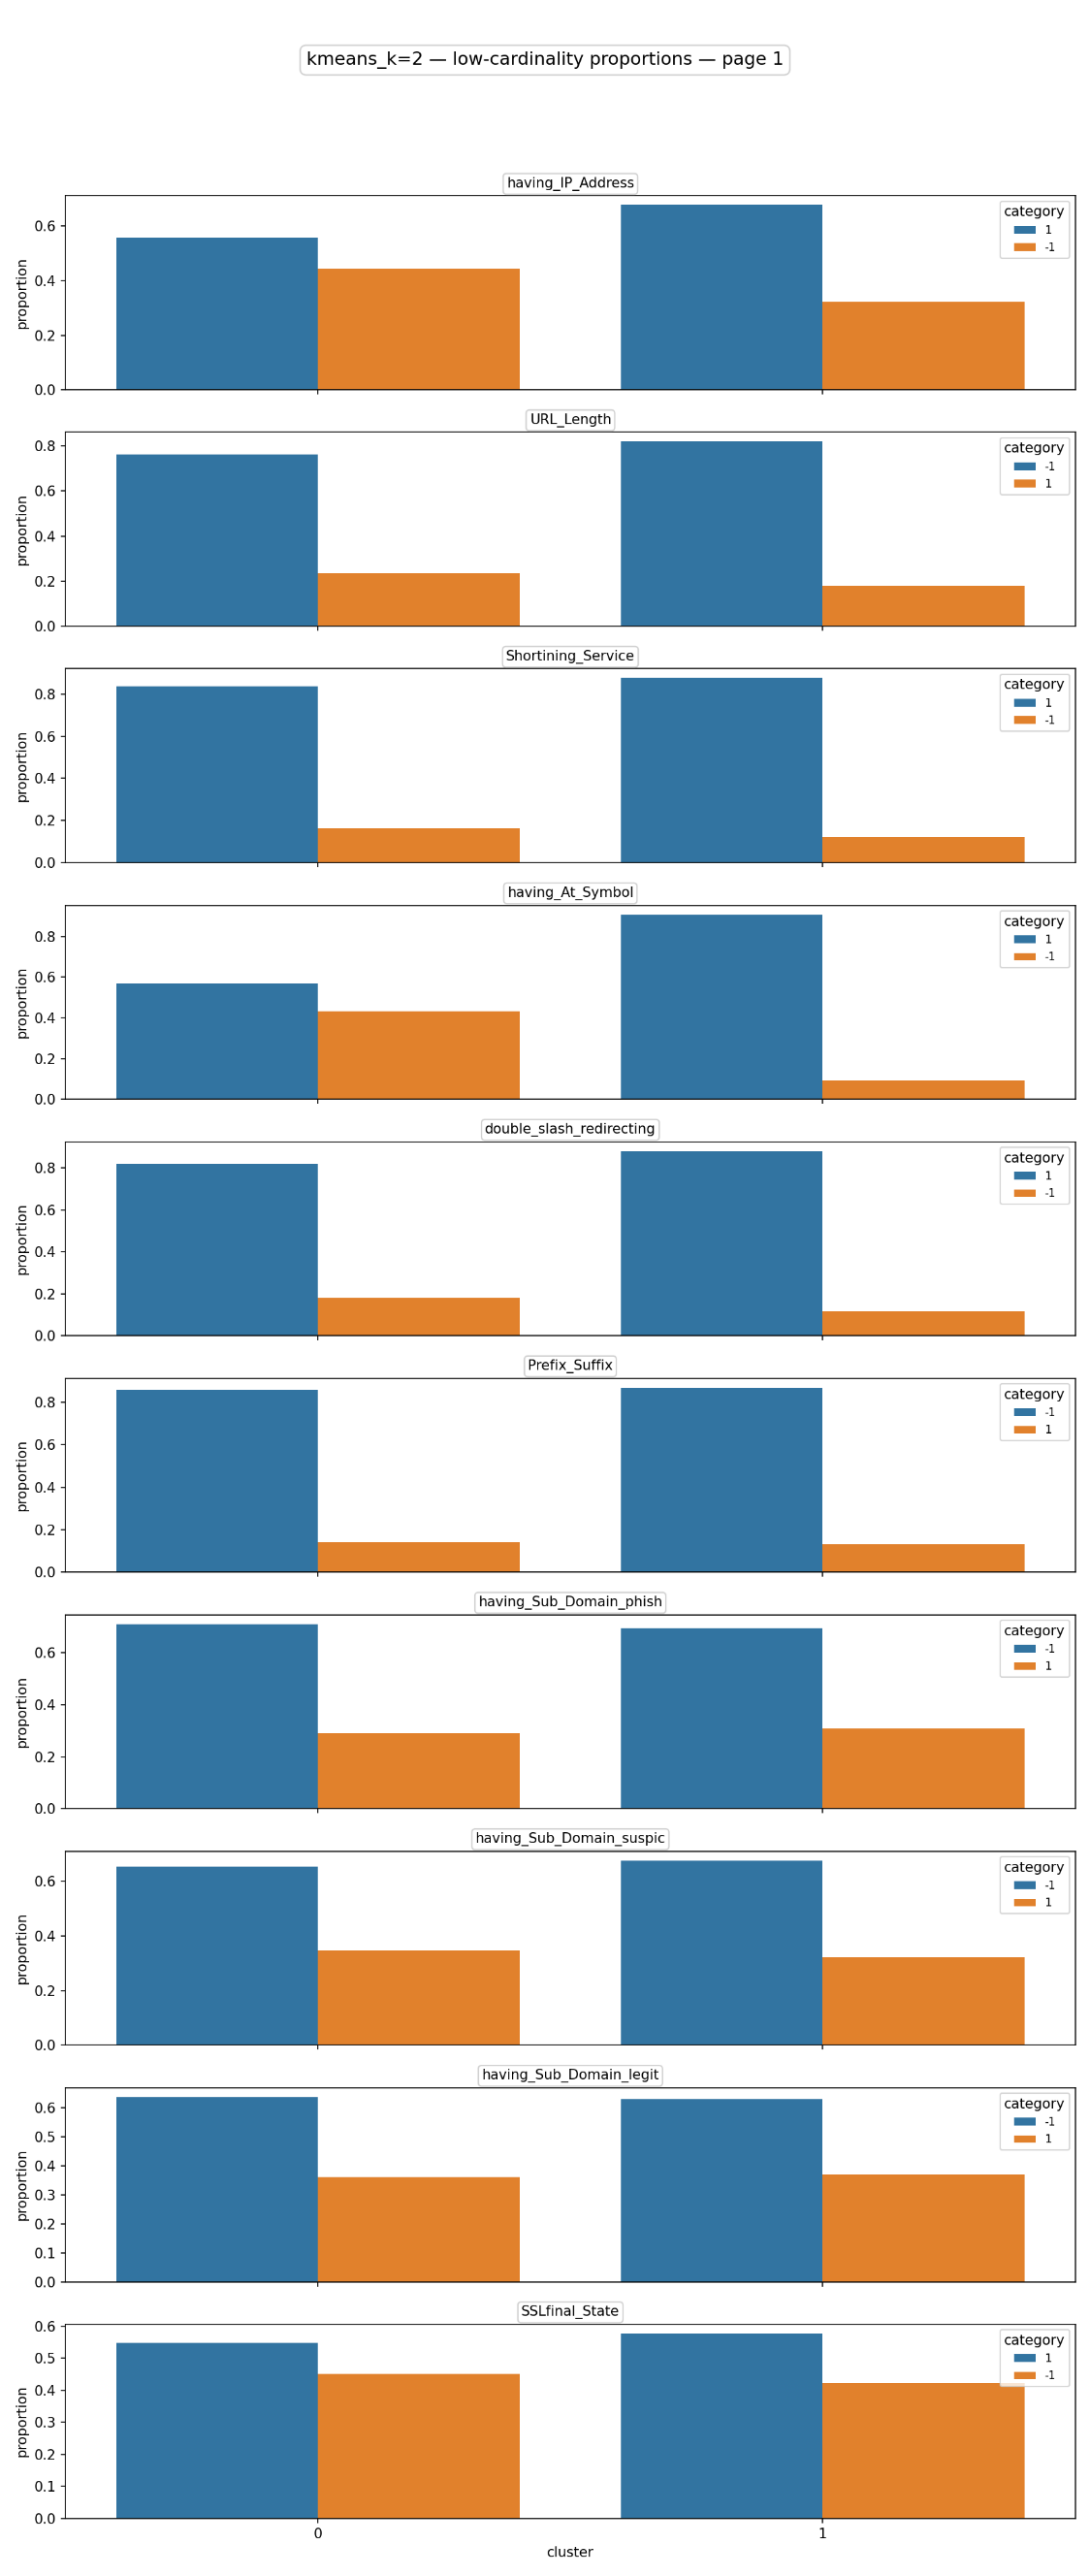 kmeans_k=2 — low-cardinality proportions — page 1
having_IP_Address
proportion
0.6
0.4
0.2
0.0
category
1
-1
URL_Length
proportion
0.8
0.6
0.4
0.2
0.0
category
-1
1
Shortining_Service
proportion
0.8
0.6
0.4
0.2
0.0
category
1
-1
having_At_Symbol
proportion
0.8
0.6
0.4
0.2
0.0
category
1
-1
double_slash_redirecting
proportion
0.8
0.6
0.4
0.2
0.0
category
1
-1
Prefix_Suffix
proportion
0.8
0.6
0.4
0.2
0.0
category
-1
1
having_Sub_Domain_phish
proportion
0.6
0.4
0.2
0.0
category
-1
1
having_Sub_Domain_suspic
proportion
0.6
0.4
0.2
0.0
category
-1
1
having_Sub_Domain_legit
proportion
0.6
0.5
0.4
0.3
0.2
0.1
0.0
category
-1
1
SSLfinal_State
proportion
0.6
0.5
0.4
0.3
0.2
0.1
0.0
category
1
-1
0 1
cluster